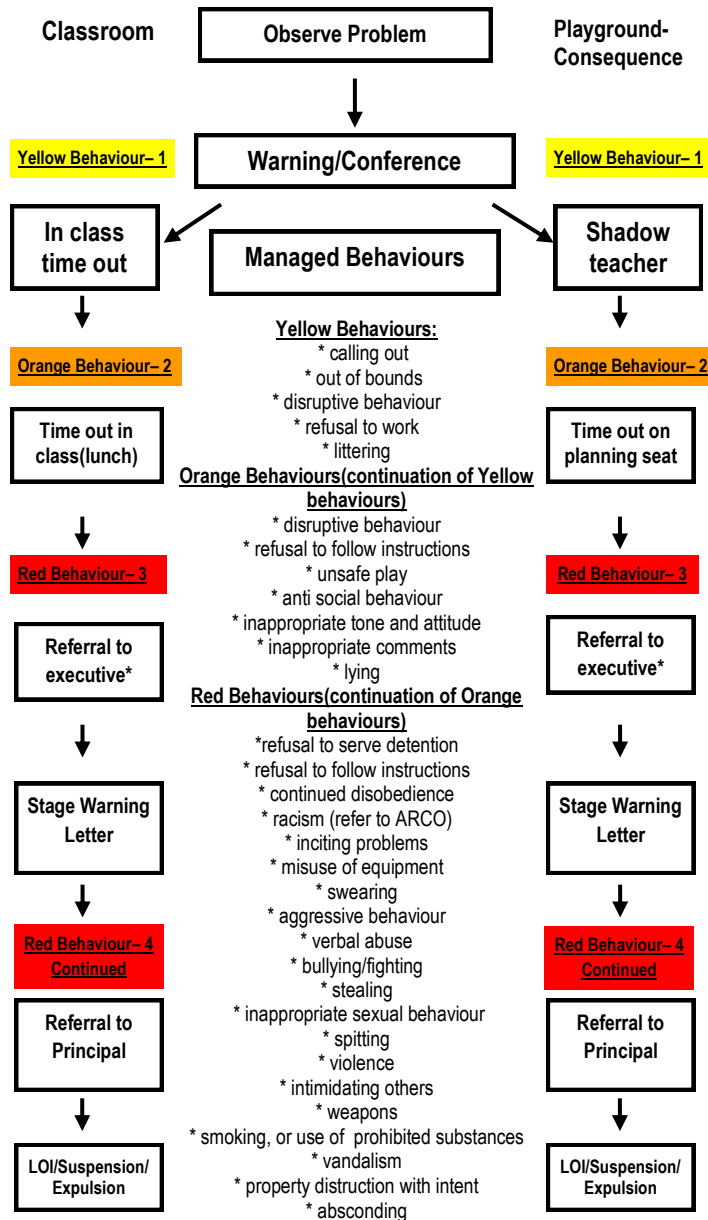 Classroom
Observe Problem
Playground-
Consequence
Yellow Behaviour– 1
Warning/Conference
Yellow Behaviour– 1
In class
time out
Managed Behaviours
Shadow
teacher
Orange Behaviour– 2
Time out in
class(lunch)
Red Behaviour– 3
Referral to
executive*
Stage Warning
Letter
Red Behaviour– 4
Continued
Referral to
Principal
LOI/Suspension/
Expulsion
Yellow Behaviours:
* calling out
* out of bounds
* disruptive behaviour
* refusal to work
* littering
Orange Behaviours(continuation of Yellow
behaviours)
* disruptive behaviour
* refusal to follow instructions
* unsafe play
* anti social behaviour
* inappropriate tone and attitude
* inappropriate comments
* lying
Red Behaviours(continuation of Orange
behaviours)
*refusal to serve detention
* refusal to follow instructions
* continued disobedience
* racism (refer to ARCO)
* inciting problems
* misuse of equipment
* swearing
* aggressive behaviour
* verbal abuse
* bullying/fighting
* stealing
* inappropriate sexual behaviour
* spitting
* violence
* intimidating others
* weapons
* smoking, or use of  prohibited substances
* vandalism
* property distruction with intent
* absconding
Orange Behaviour– 2
Time out on
planning seat
Red Behaviour– 3
Referral to
executive*
Stage Warning
Letter
Red Behaviour– 4
Continued
Referral to
Principal
LOI/Suspension/
Expulsion